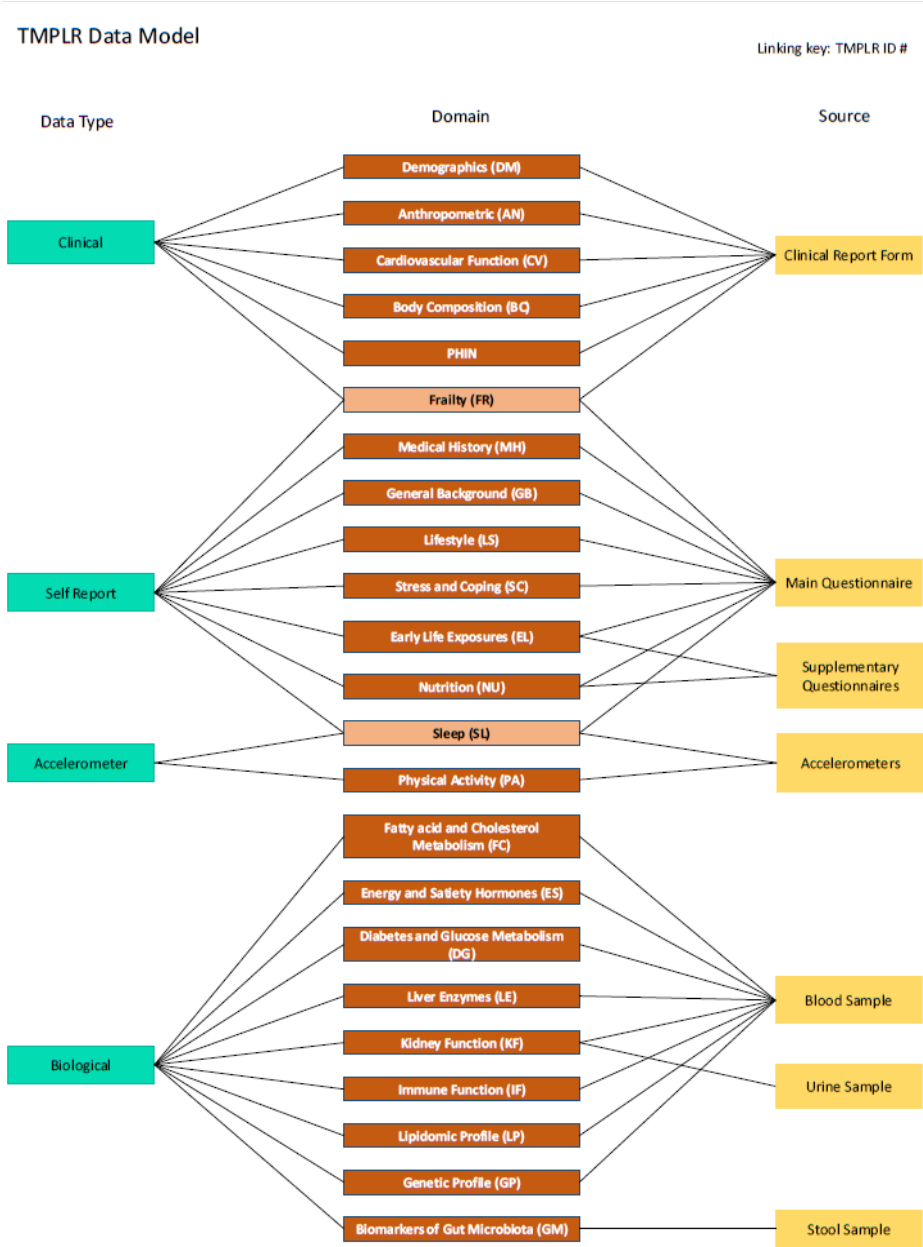 TMPLR Data Model
Linking key: TMPLR ID #
Data Type
Domain
Source
Demographics (DM)
Anthropometric (AN)
Clinical
Clinical Report Form
Cardiovascular Function (CV)
Body Composition (BC)
PHIN
Frailty (FR)
Medical History (MH)
General Background (GB)
Lifestyle (LS)
Self Report
Stress and Coping (SC)
Main Questionnaire
Early Life Exposures (EL)
Supplementary
Questionnaires
Nutrition (NU)
Sleep (SL)
Accelerometer
Accelerometers
Physical Activity (PA)
Fatty acid and Cholesterol
Metabolism (FC)
Energy and Satiety Hormones (ES)
Diabetes and Glucose Metabolism
(DG)
Liver Enzymes (LE)
Blood Sample
Kidney Function (KF)
Biological
Immune Function (IF)
Urine Sample
Lipidomic Profile (LP)
Genetic Profile (GP)
Biomarkers of Gut Microbiota (GM)
Stool Sample